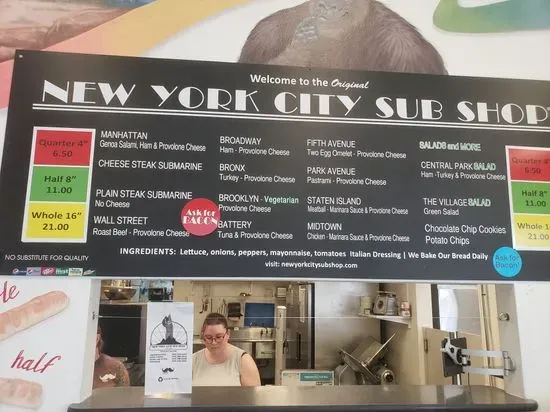 Welcome to the Original
NEW YORK CITY SUB SHOP
Quarter 4"
6.50
Half 8"
11.00
Whole 16"
21.00
NO SUBSTITUTE FOR QUALITY
MANHATTAN
Genoa Salami, Ham & Provolone Cheese
CHEESE STEAK SUBMARINE
PLAIN STEAK SUBMARINE
No Cheese
WALL STREET
Roast Beef - Provolone Cheese
Ask for
BACON
BROADWAY
Ham - Provolone Cheese
BRONX
Turkey - Provolone Cheese
BROOKLYN - Vegetarian
Provolone Cheese
BATTERY
Tuna & Provolone Cheese
FIFTH AVENUE
Two Egg Omelet - Provolone Cheese
PARK AVENUE
Pastrami - Provolone Cheese
STATEN ISLAND
Meatball - Marinara Sauce & Provolone Cheese
MIDTOWN
Chicken - Marinara Sauce & Provolone Cheese
SALADS and MORE
CENTRAL PARK SALAD
Ham -Turkey & Provolone Cheese
THE VILLAGE SALAD
Green Salad
Chocolate Chip Cookies
Potato Chips
Quarter 4"
6.50
Half 8"
11.00
Whole 16"
21.00
Ask for
Bacon!
INGREDIENTS: Lettuce, onions, peppers, mayonnaise, tomatoes Italian Dressing | We Bake Our Bread Daily
visit: newyorkcitysubshop.com
half